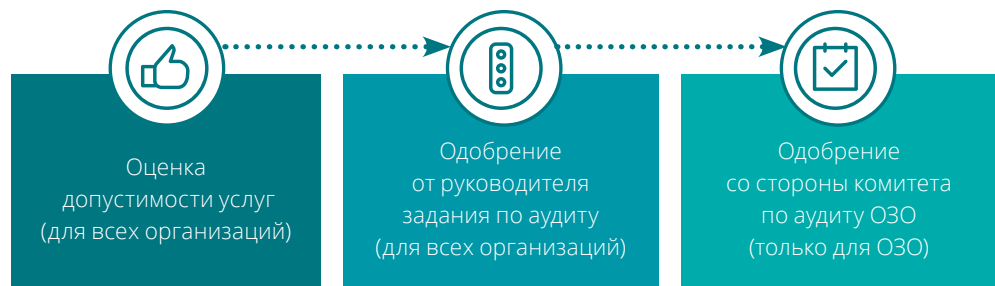 Оценка
допустимости услуг
(для всех организаций)
Одобрение
от руководителя
задания по аудиту
(для всех организаций)
Одобрение
со стороны комитета
по аудиту ОЗО
(только для ОЗО)